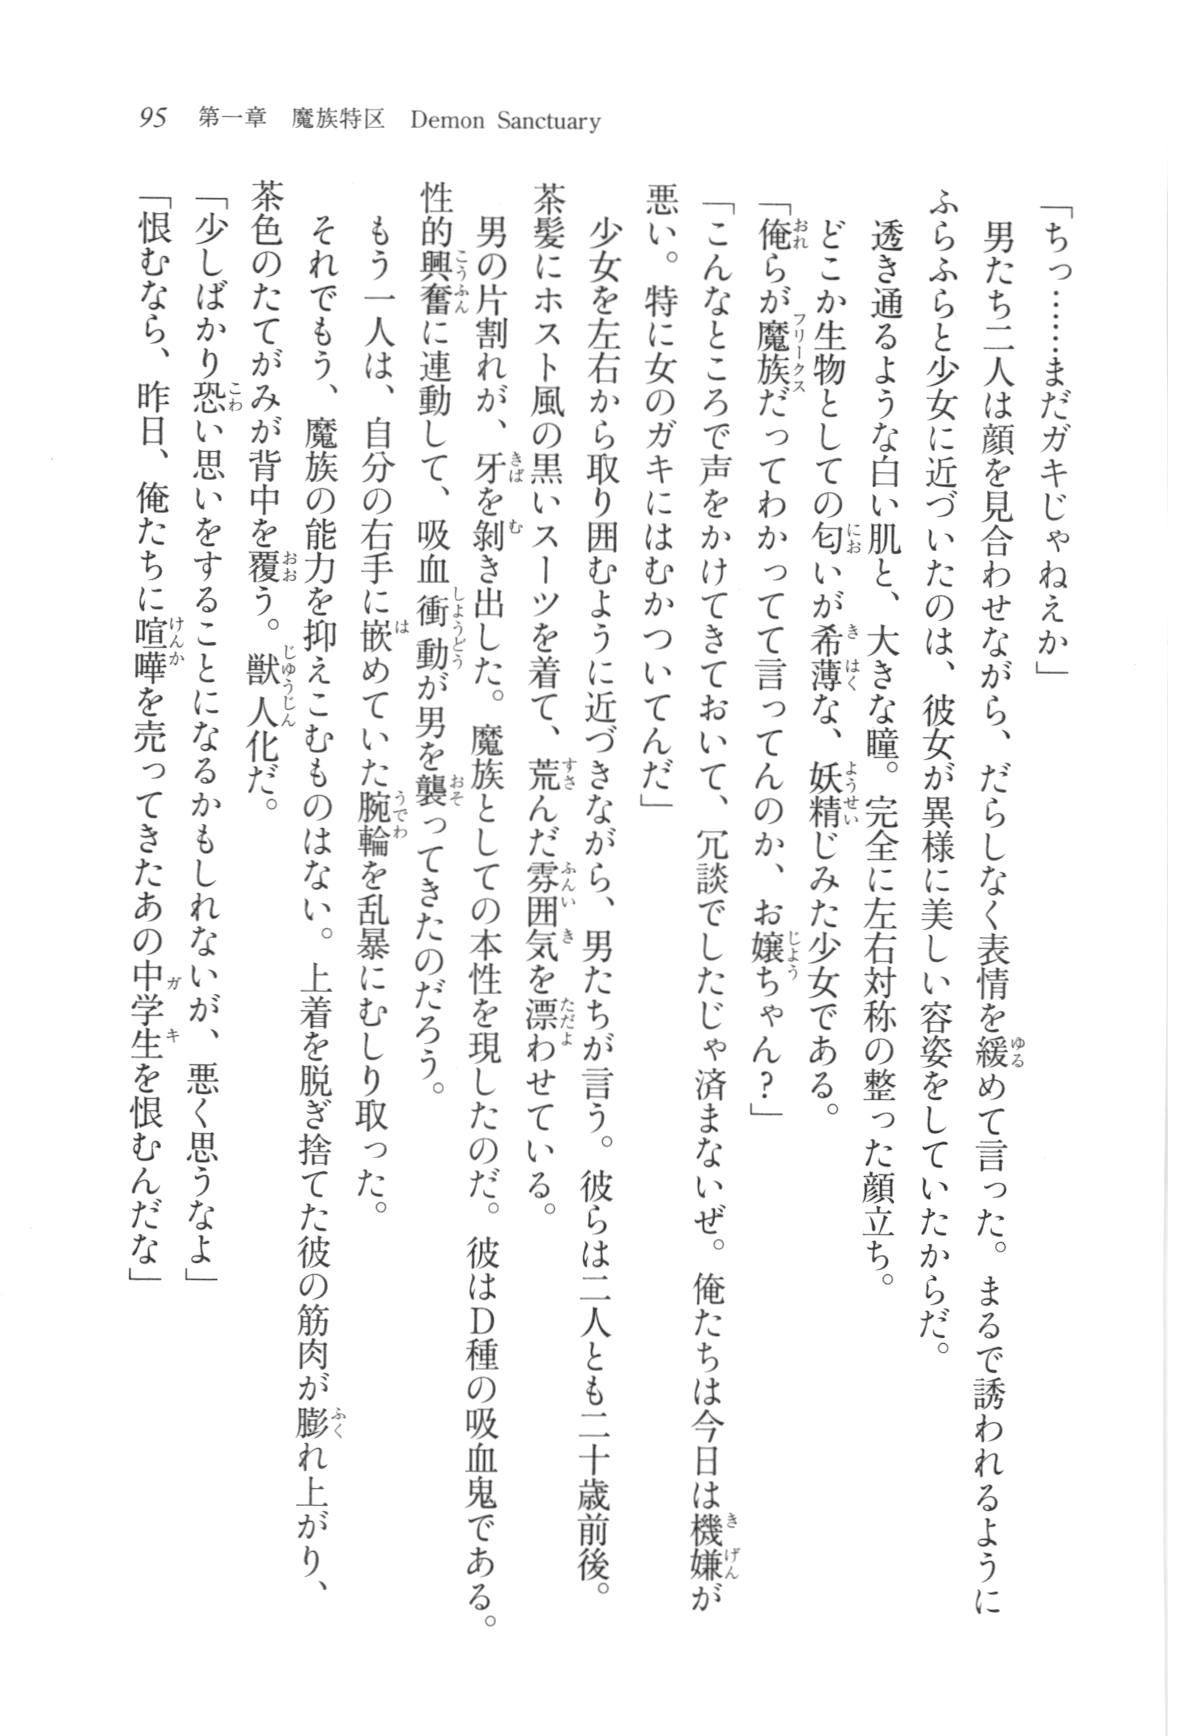 95　第一章　魔族特区　Demon Sanctuary
「ちっ……まだガキじゃねえか」
　男たち二人は顔を見合わせながら、だらしなく表情を緩めて言った。まるで誘われるように
ふらふらと少女に近づいたのは、彼女が異様に美しい容姿をしていたからだ。
　透き通るような白い肌と、大きな瞳。完全に左右対称の整った顔立ち。
　どこか生物としての匂いが希薄な、妖精じみた少女である。
「俺らが魔族だってわかってて言ってんのか、お嬢ちゃん？」
「こんなところで声をかけてきておいて、冗談でしたじゃ済まないぜ。俺たちは今日は機嫌が
悪い。特に女のガキにはむかついてんだ」
　少女を左右から取り囲むように近づきながら、男たちが言う。彼らは二人とも二十歳前後。
茶髪にホスト風の黒いスーツを着て、荒んだ雰囲気を漂わせている。
　男の片割れが、牙を剝き出した。魔族としての本性を現したのだ。彼はＤ種の吸血鬼である。
性的興奮に連動して、吸血衝動が男を襲ってきたのだろう。
　もう一人は、自分の右手に嵌めていた腕輪を乱暴にむしり取った。
　それでもう、魔族の能力を抑えこむものはない。上着を脱ぎ捨てた彼の筋肉が膨れ上がり、
茶色のたてがみが背中を覆う。獣人化だ。
「少しばかり恐い思いをすることになるかもしれないが、悪く思うなよ」
「恨むなら、昨日、俺たちに喧嘩を売ってきたあの中学生を恨むんだな」